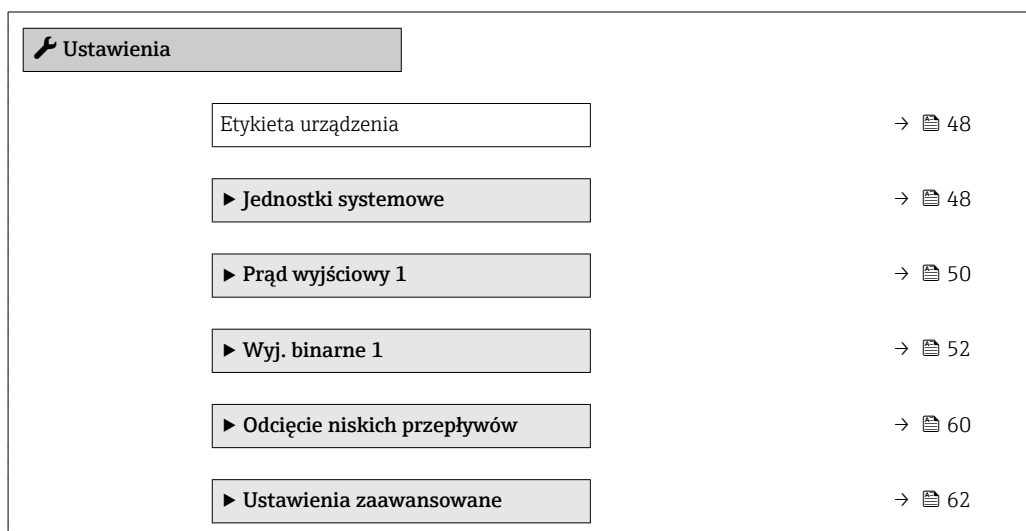 Ustawienia
Etykieta urządzenia → 48
▶ Jednostki systemowe → 48
▶ Prąd wyjściowy 1 → 50
▶ Wyj. binarne 1 → 52
▶ Odcięcie niskich przepływów → 60
▶ Ustawienia zaawansowane → 62